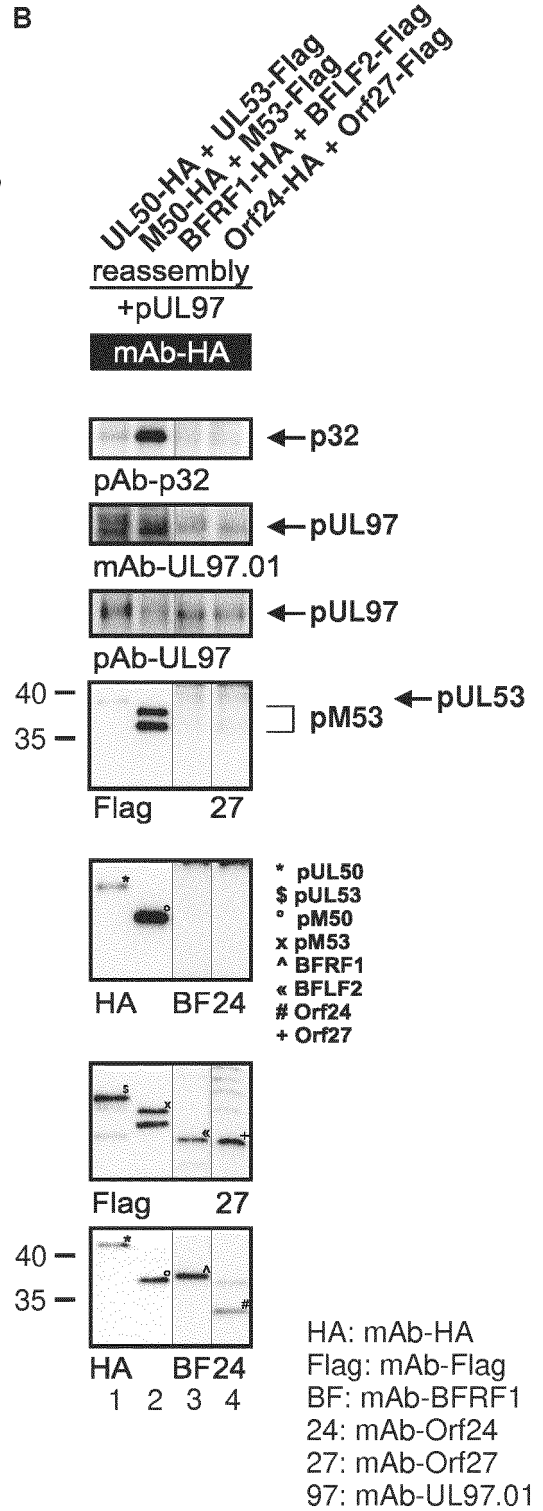 B
UL50-HA + UL53-Flag
M50-HA + M53-Flag
BFRF1-HA + BFLF2-Flag
Orf24-HA + Orf27-Flag
reassembly
+pUL97
mAb-HA
p32
pAb-p32
pUL97
mAb-UL97.01
pUL97
pAb-UL97
40
pUL53
pM53
35
Flag 27
* pUL50
$ pUL53
° pM50
x pM53
^ BFRF1
« BFLF2
# Orf24
+ Orf27
* °
HA BF24
$ x « +
Flag 27
* ° ^ #
40
35
HA BF24
1 2 3 4
HA: mAb-HA
Flag: mAb-Flag
BF: mAb-BFRF1
24: mAb-Orf24
27: mAb-Orf27
97: mAb-UL97.01